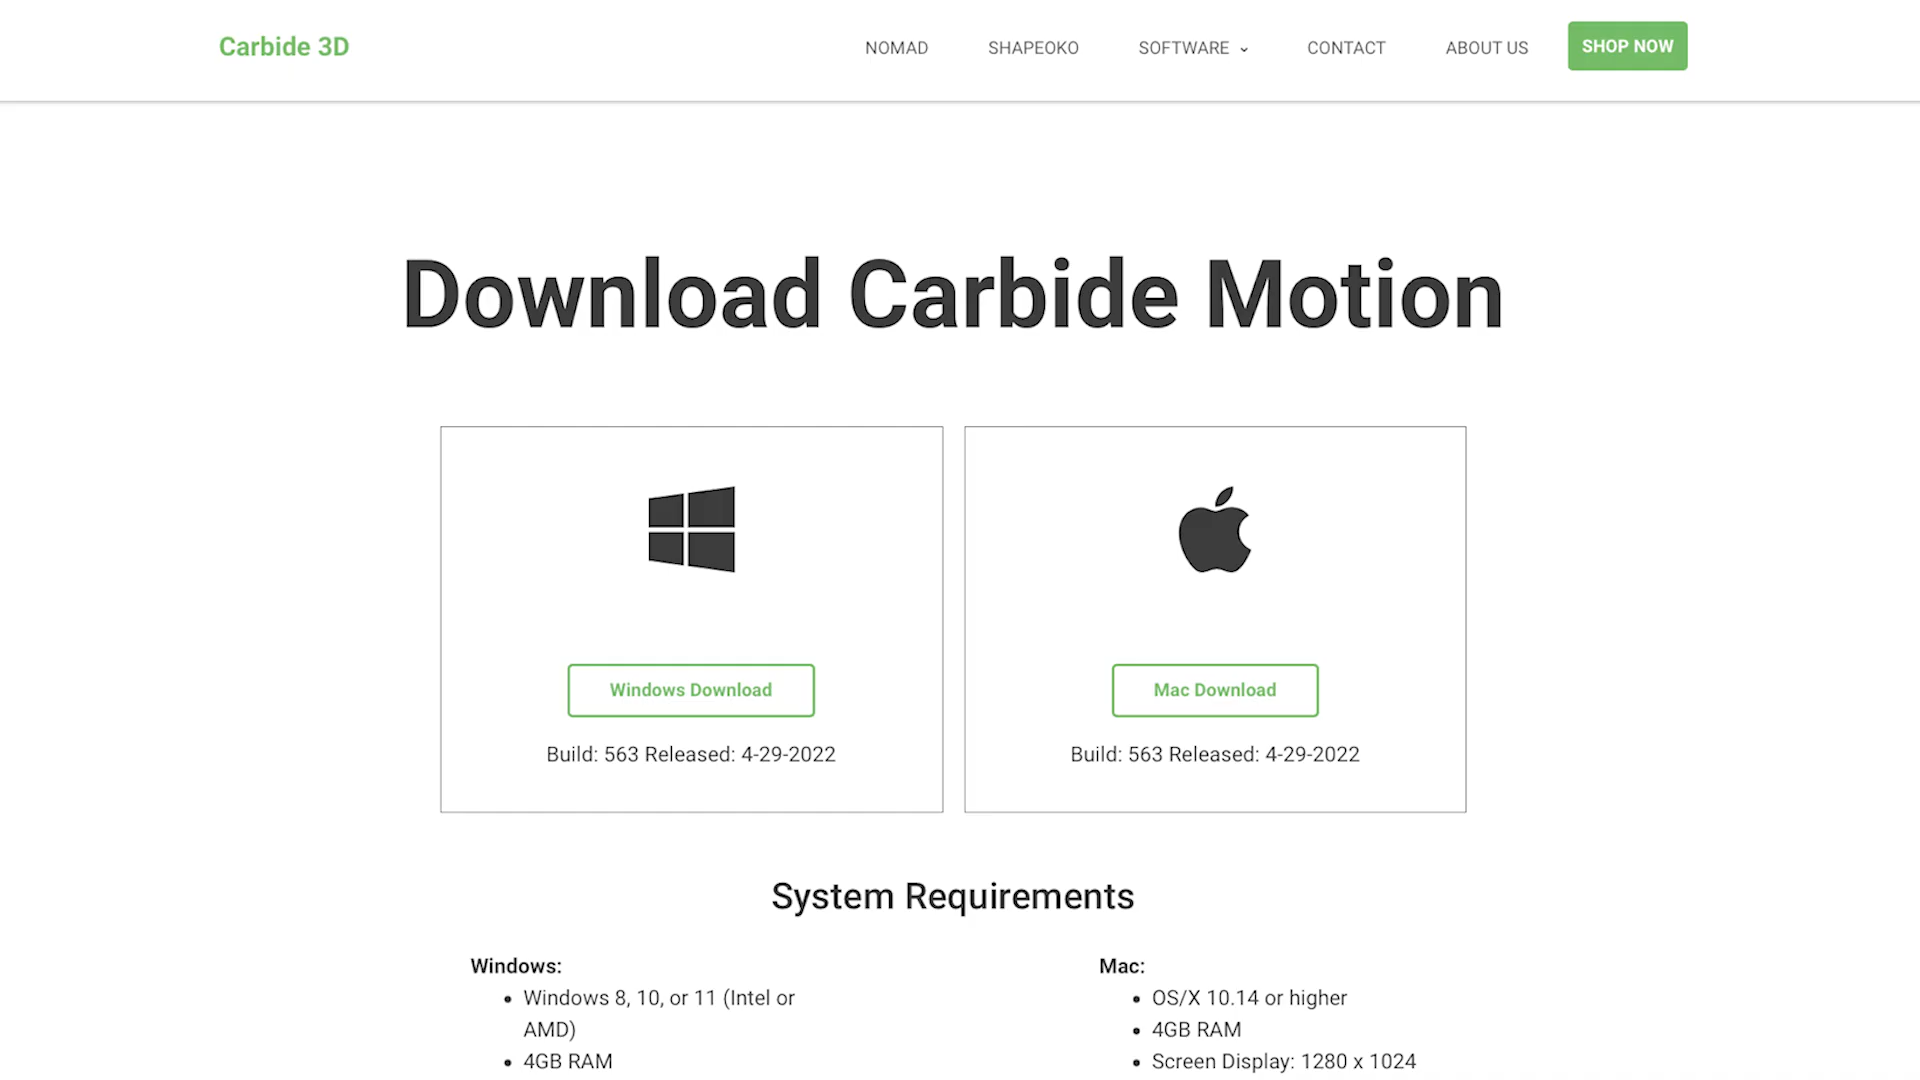 Carbide 3D
NOMAD
SHAPEOKO
SOFTWARE
CONTACT
ABOUT US
SHOP NOW
Download Carbide Motion
Windows Download
Build: 563 Released: 4-29-2022
Mac Download
Build: 563 Released: 4-29-2022
System Requirements
Windows:
Windows 8, 10, or 11 (Intel or
AMD)
4GB RAM
Mac:
OS/X 10.14 or higher
4GB RAM
Screen Display: 1280 x 1024